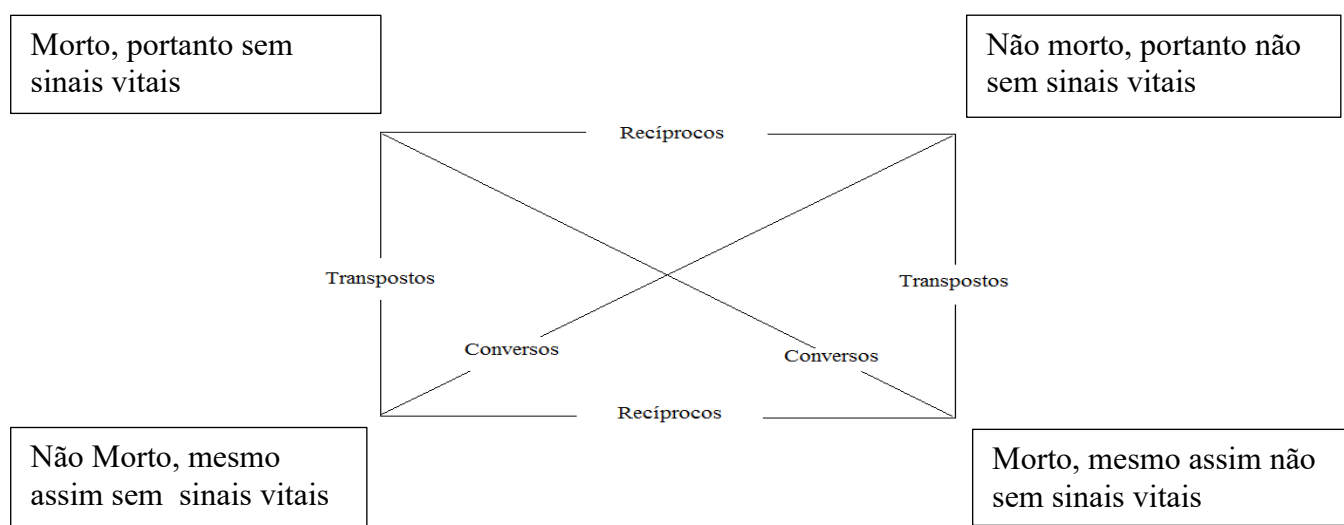 Morto, portanto sem
sinais vitais
Não morto, portanto não
sem sinais vitais
Recíprocos
Transpostos
Transpostos
Conversos
Conversos
Recíprocos
Não Morto, mesmo
assim sem  sinais vitais
Morto, mesmo assim não
sem sinais vitais